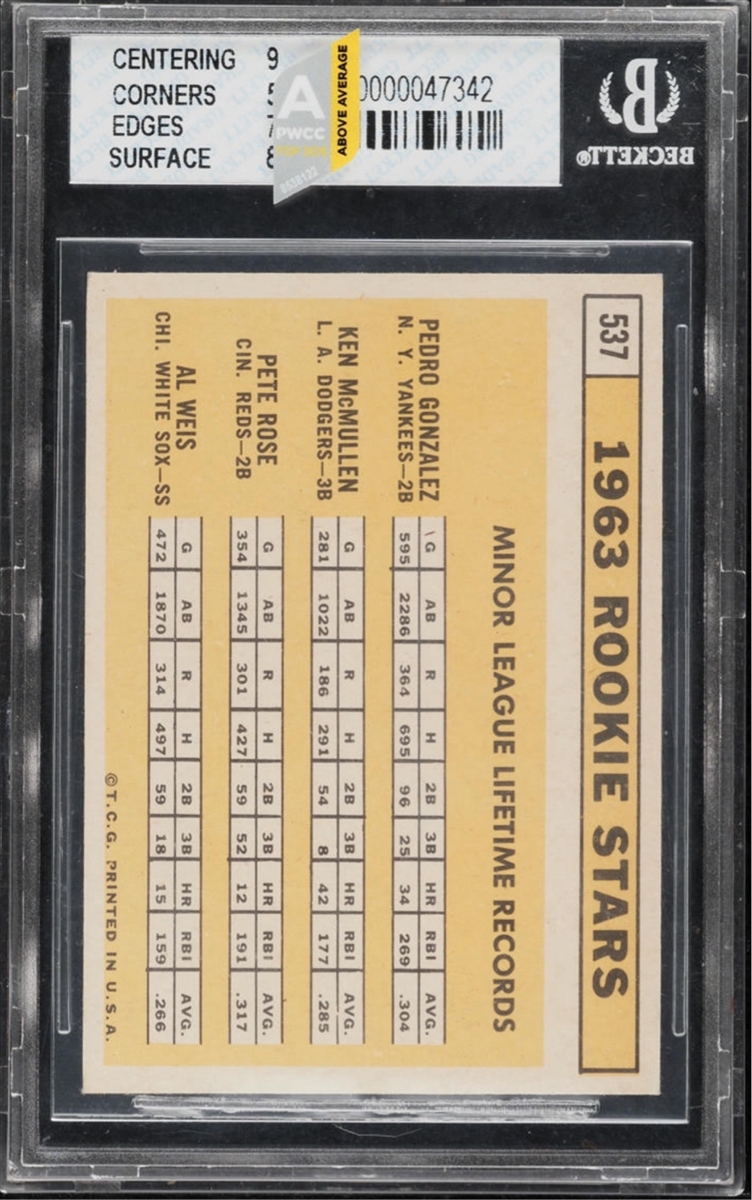 CENTERING 9
CORNERS 5
EDGES 7
SURFACE 8
0000047342
A
PWCC
ABOVE AVERAGE
BECKETT®
537
1963 ROOKIE STARS
MINOR LEAGUE LIFETIME RECORDS
PEDRO GONZALEZ
N. Y. YANKEES—2B
G AB R H 2B 3B HR RBI AVG.
595 2286 364 695 96 25 34 269 .304
KEN McMULLEN
L. A. DODGERS—3B
G AB R H 2B 3B HR RBI AVG.
281 1022 186 291 54 8 42 177 .285
PETE ROSE
CIN. REDS—2B
G AB R H 2B 3B HR RBI AVG.
354 1345 301 427 59 52 12 191 .317
AL WEIS
CHI. WHITE SOX—SS
G AB R H 2B 3B HR RBI AVG.
472 1870 314 497 59 18 15 159 .266
©T.C.G. PRINTED IN U.S.A.